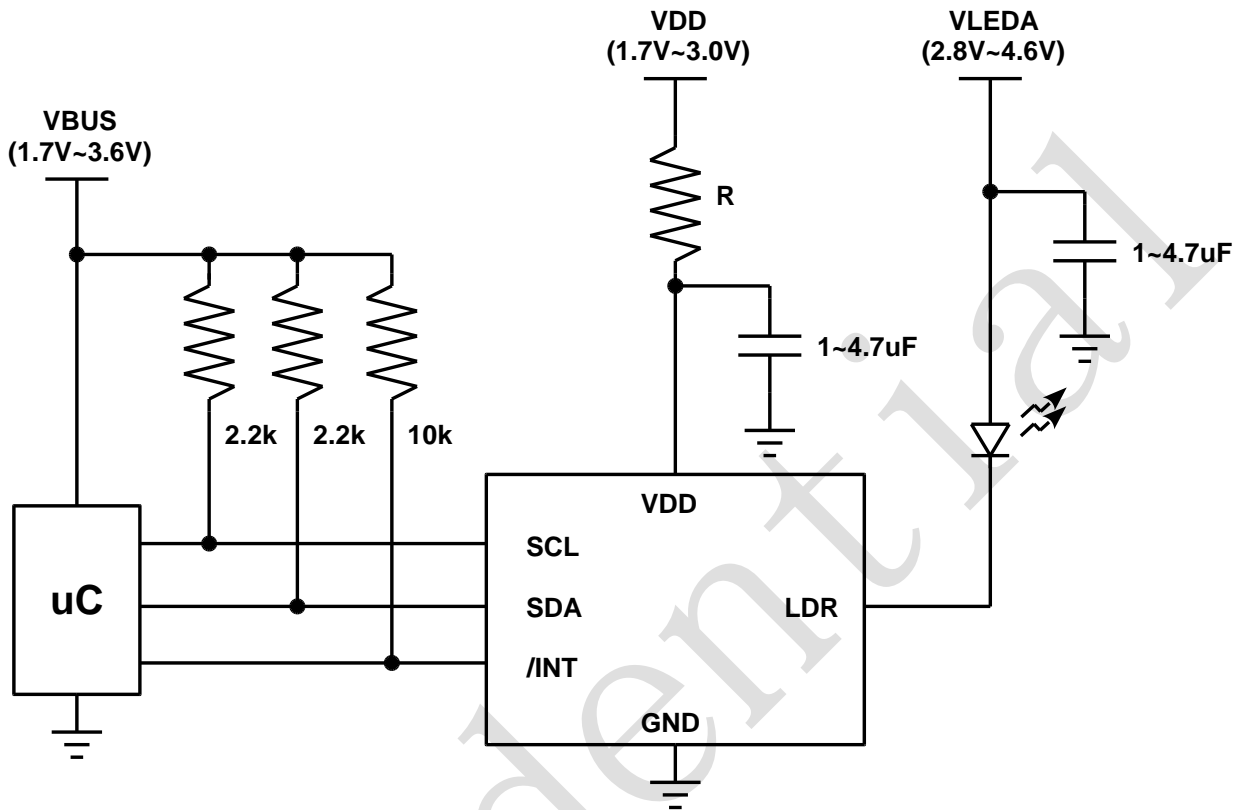 VDD
(1.7V~3.0V)
VLEDA
(2.8V~4.6V)
VBUS
(1.7V~3.6V)
R
1~4.7uF
1~4.7uF
2.2k
2.2k
10k
VDD
SCL
uC
SDA
LDR
/INT
GND
dential